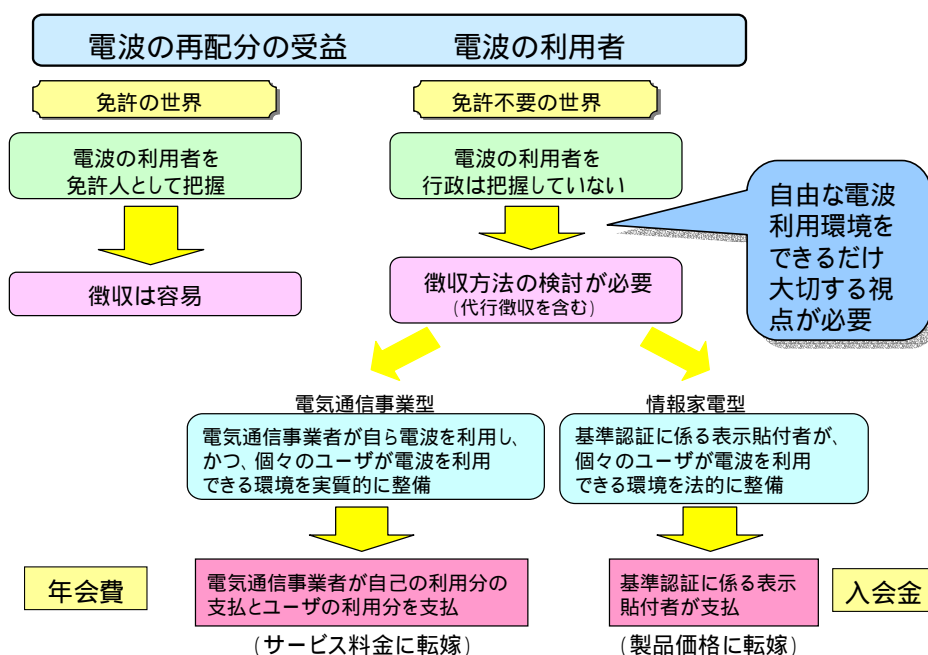 電波の再配分の受益　電波の利用者
免許の世界
免許不要の世界
電波の利用者を
免許人として把握
電波の利用者を
行政は把握していない
自由な電波
利用環境を
できるだけ
大切する視
点が必要
徴収は容易
徴収方法の検討が必要
(代行徴収を含む)
電気通信事業型
電気通信事業者が自ら電波を利用し、
かつ、個々のユーザが電波を利用
できる環境を実質的に整備
情報家電型
基準認証に係る表示貼付者が、
個々のユーザが電波を利用
できる環境を法的に整備
年会費
電気通信事業者が自己の利用分の
支払とユーザの利用分を支払
(サービス料金に転嫁)
基準認証に係る表示
貼付者が支払
(製品価格に転嫁)
入会金